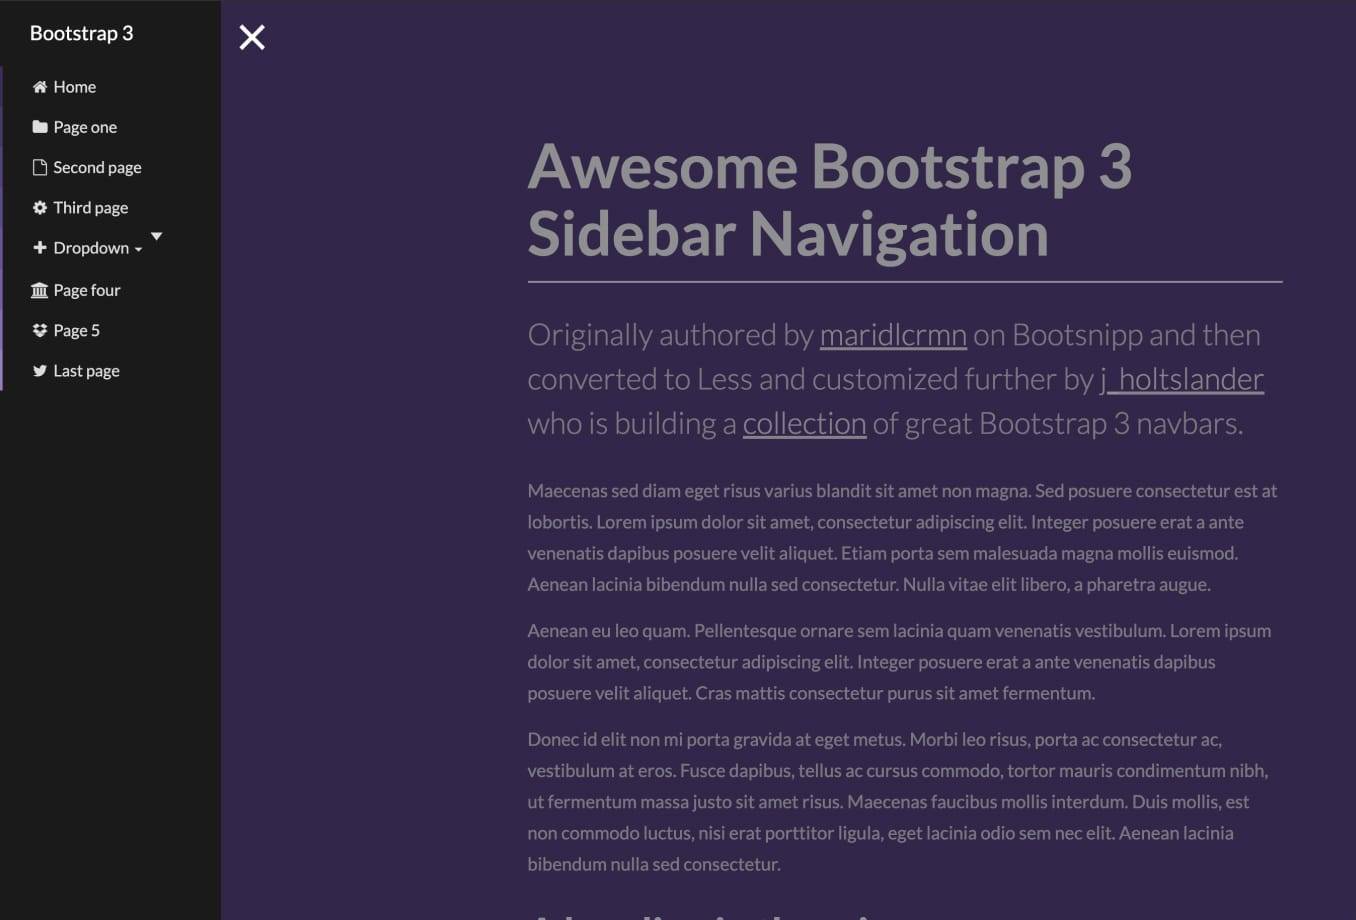 Bootstrap 3
Home
Page one
Second page
Third page
Dropdown
Page four
Page 5
Last page
Awesome Bootstrap 3
Sidebar Navigation
Originally authored by maridlcrmn on Bootsnipp and then
converted to Less and customized further by j_holtslander
who is building a collection of great Bootstrap 3 navbars.
Maecenas sed diam eget risus varius blandit sit amet non magna. Sed posuere consectetur est at
lobortis. Lorem ipsum dolor sit amet, consectetur adipiscing elit. Integer posuere erat a ante
venenatis dapibus posuere velit aliquet. Etiam porta sem malesuada magna mollis euismod.
Aenean lacinia bibendum nulla sed consectetur. Nulla vitae elit libero, a pharetra augue.
Aenean eu leo quam. Pellentesque ornare sem lacinia quam venenatis vestibulum. Lorem ipsum
dolor sit amet, consectetur adipiscing elit. Integer posuere erat a ante venenatis dapibus
posuere velit aliquet. Cras mattis consectetur purus sit amet fermentum.
Donec id elit non mi porta gravida at eget metus. Morbi leo risus, porta ac consectetur ac,
vestibulum at eros. Fusce dapibus, tellus ac cursus commodo, tortor mauris condimentum nibh,
ut fermentum massa justo sit amet risus. Maecenas faucibus mollis interdum. Duis mollis, est
non commodo luctus, nisi erat porttitor ligula, eget lacinia odio sem nec elit. Aenean lacinia
bibendum nulla sed consectetur.